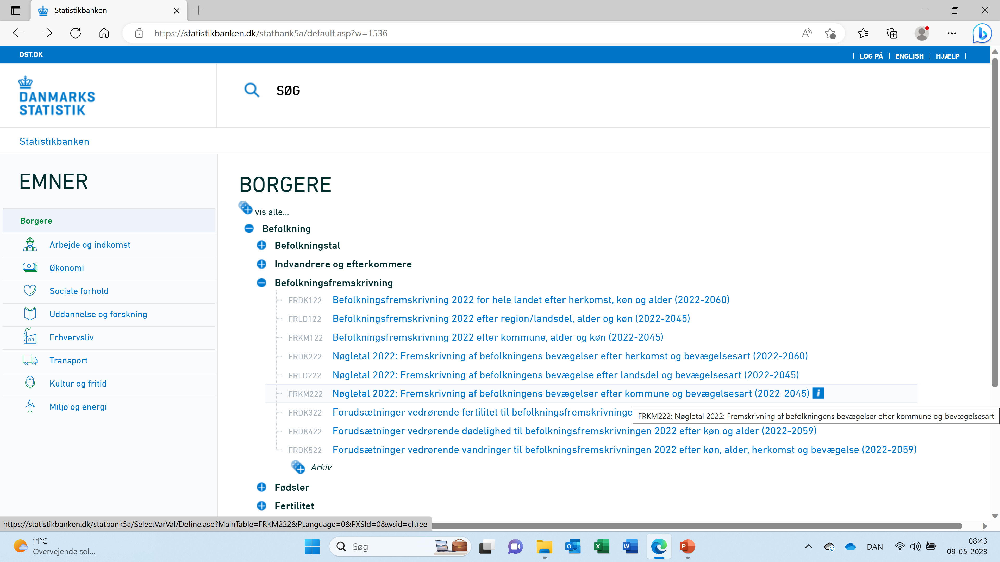 Statistikbanken
https://statistikbanken.dk/statbank5a/default.asp?w=1536
DST.DK
LOG PÅ
ENGLISH
HJÆLP
DANMARKS
STATISTIK
SØG
Statistikbanken
EMNER
Borgere
Arbejde og indkomst
Økonomi
Sociale forhold
Uddannelse og forskning
Erhvervsliv
Transport
Kultur og fritid
Miljø og energi
BORGERE
vis alle...
Befolkning
Befolkningstal
Indvandrere og efterkommere
Befolkningsfremskrivning
FRDK122 Befolkningsfremskrivning 2022 for hele landet efter herkomst, køn og alder (2022-2060)
FRLD122 Befolkningsfremskrivning 2022 efter region/landsdel, alder og køn (2022-2045)
FRKM122 Befolkningsfremskrivning 2022 efter kommune, alder og køn (2022-2045)
FRDK222 Nøgletal 2022: Fremskrivning af befolkningens bevægelser efter herkomst og bevægelsesart (2022-2060)
FRLD222 Nøgletal 2022: Fremskrivning af befolkningens bevægelse efter landsdel og bevægelsesart (2022-2045)
FRKM222 Nøgletal 2022: Fremskrivning af befolkningens bevægelser efter kommune og bevægelsesart (2022-2045) i
FRDK322 Forudsætninger vedrørende fertilitet til befolkningsfremskrivninge
FRKM222: Nøgletal 2022: Fremskrivning af befolkningens bevægelser efter kommune og bevægelsesart
FRDK422 Forudsætninger vedrørende dødelighed til befolkningsfremskrivningen 2022 efter køn og alder (2022-2059)
FRDK522 Forudsætninger vedrørende vandringer til befolkningsfremskrivningen 2022 efter køn, alder, herkomst og bevægelse (2022-2059)
Arkiv
Fødsler
Fertilitet
https://statistikbanken.dk/statbank5a/SelectVarVal/Define.asp?MainTable=FRKM222&PLanguage=0&PXSId=0&wsid=cftree
11°C
Overvejende sol...
Søg
DAN
08:43
09-05-2023